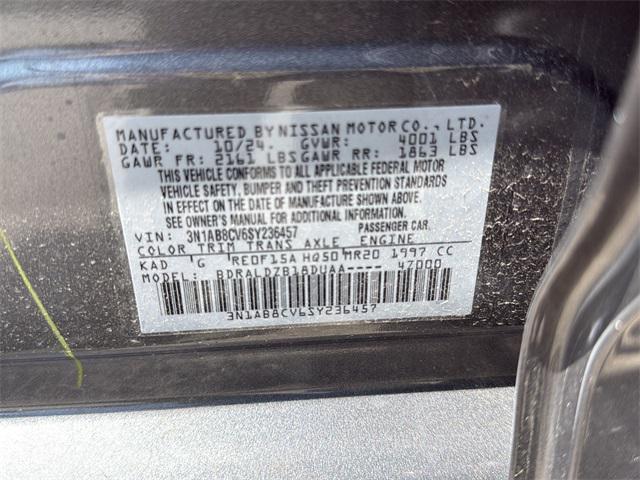 MANUFACTURED BY NISSAN MOTOR CO., LTD.
DATE: 10/24. GVWR: 4001 LBS
GAWR FR: 2161 LBS GAWR RR: 1863 LBS
THIS VEHICLE CONFORMS TO ALL APPLICABLE FEDERAL MOTOR
VEHICLE SAFETY, BUMPER AND THEFT PREVENTION STANDARDS
IN EFFECT ON THE DATE OF MANUFACTURE SHOWN ABOVE.
SEE OWNER'S MANUAL FOR ADDITIONAL INFORMATION.
VIN: 3N1AB8CV6SY236457 PASSENGER CAR
COLOR TRIM TRANS AXLE ENGINE
KAD G RE0F15A HQ50 MR20 1997 CC
MODEL: BDRALDZB18DUAA---- 47000
3N1AB8CV6SY236457